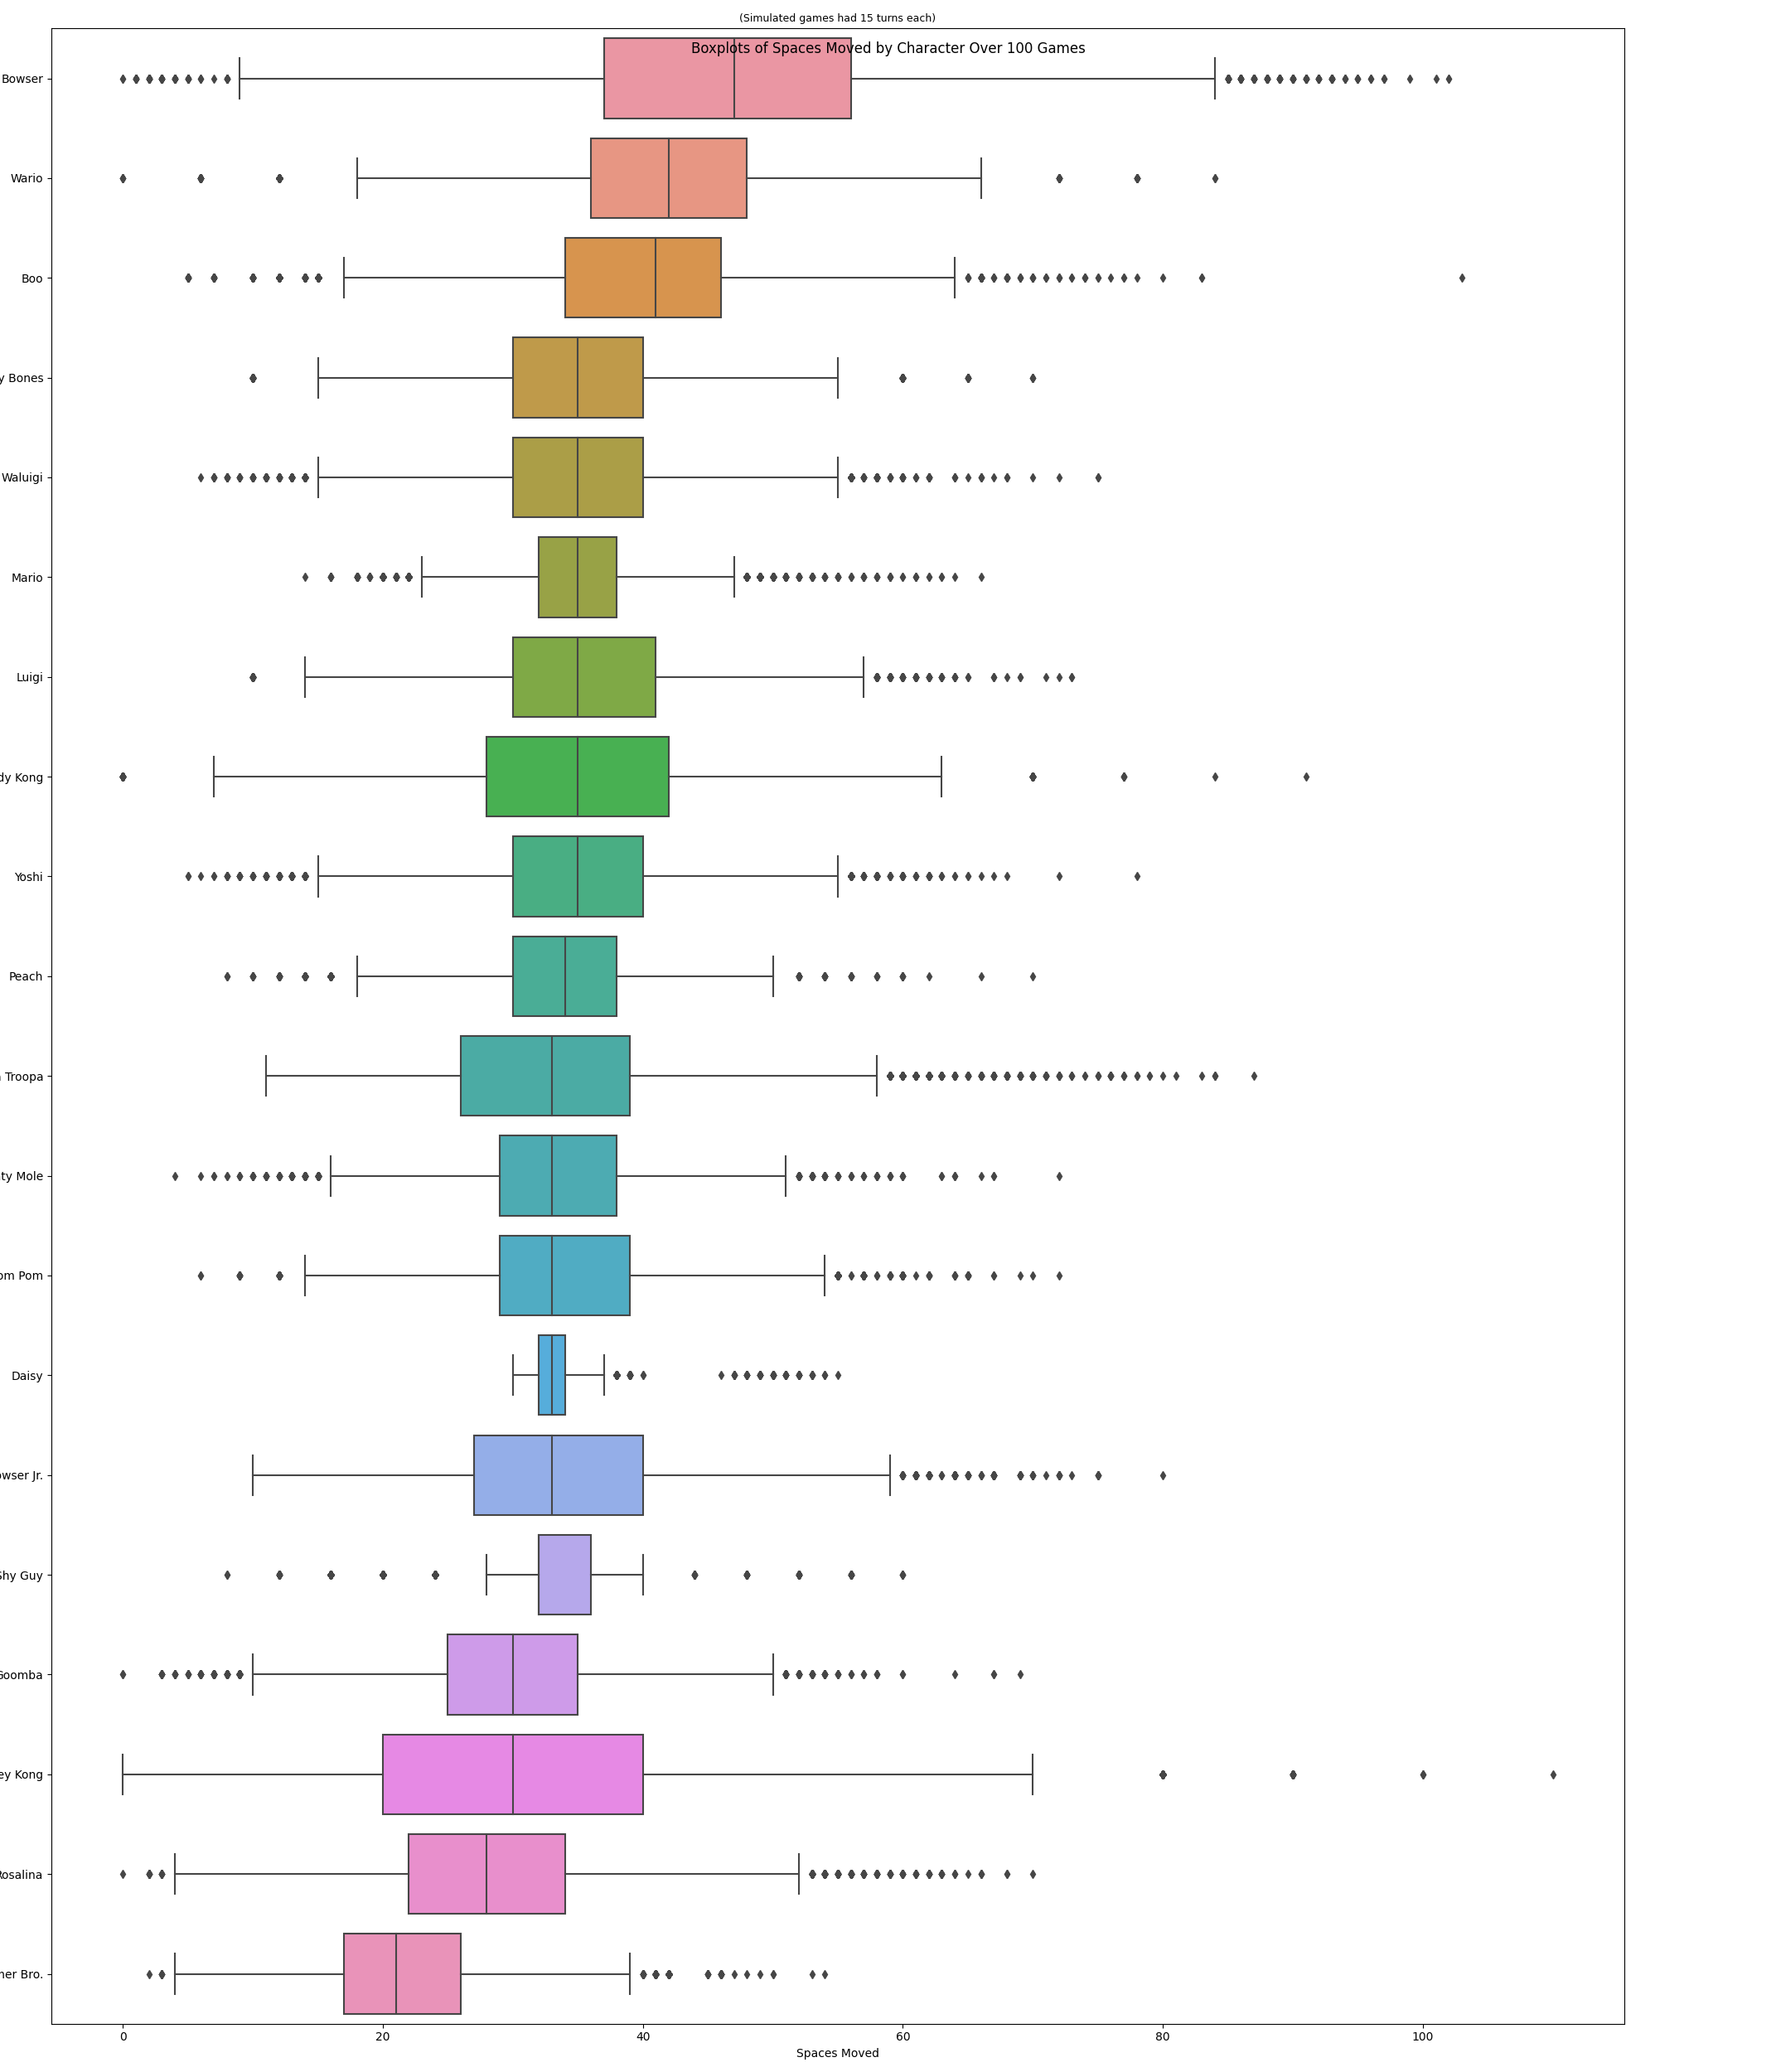 (Simulated games had 15 turns each)
Boxplots of Spaces Moved by Character Over 100 Games
Bowser
Wario
Boo
y Bones
Waluigi
Mario
Luigi
dy Kong
Yoshi
Peach
Troopa
ty Mole
om Pom
Daisy
owser Jr.
Shy Guy
Goomba
ey Kong
Rosalina
ner Bro.
0 20 40 60 80 100
Spaces Moved